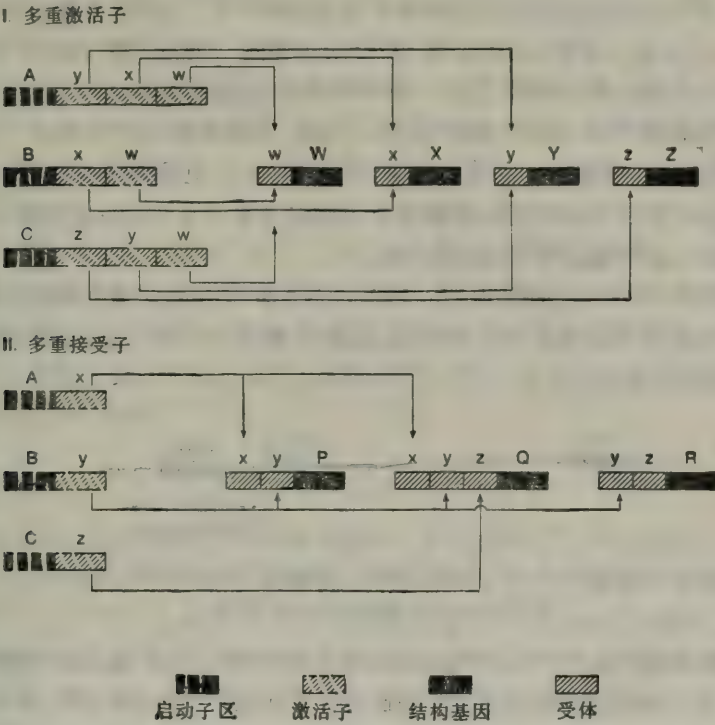 I. 多重激活子
A y x w
B x w w W x X y Y z Z
C z y w
II. 多重接受子
A x
B y x y P x y z Q y z R
C z
启动子区 激活子 结构基因 受体